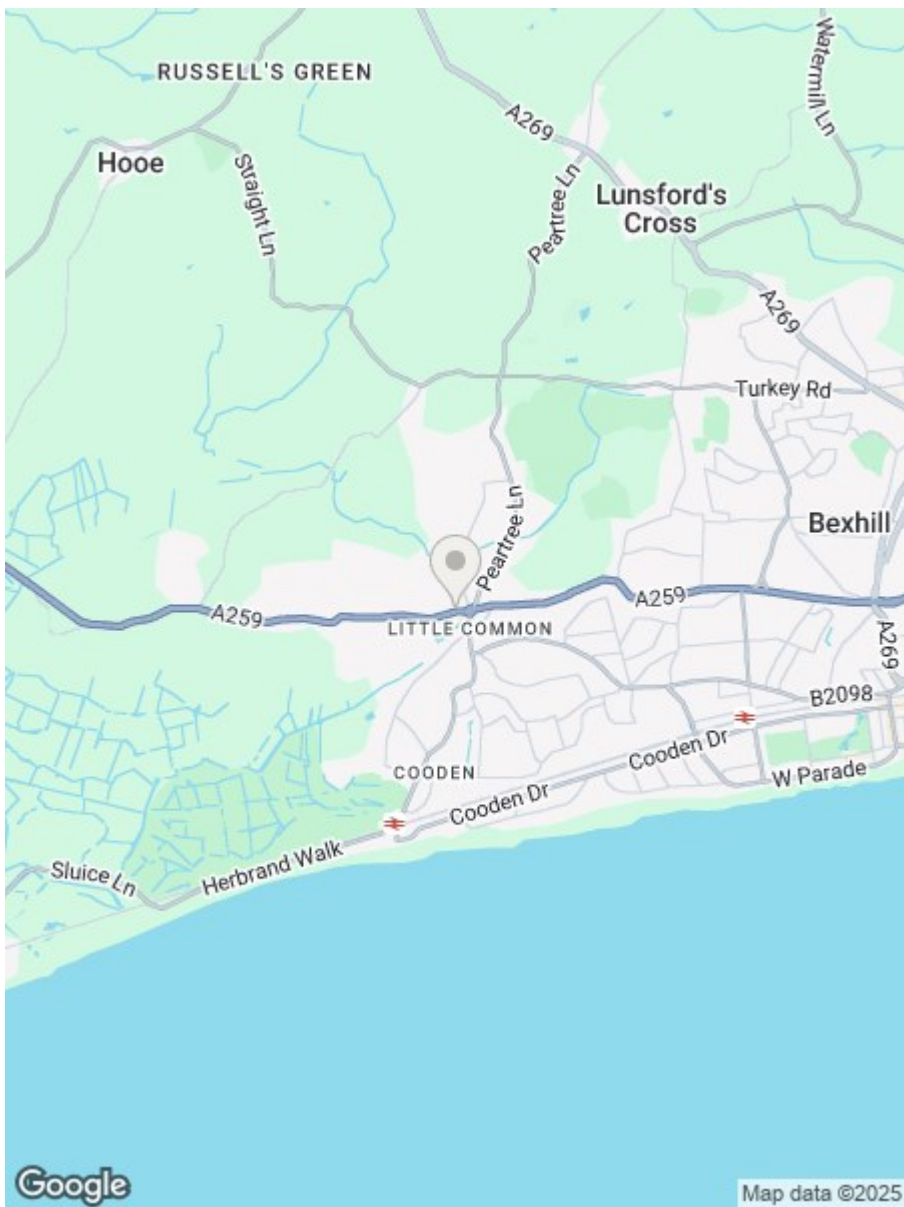 RUSSELL'S GREEN
Watermill Ln
A269
Hooe
Straight Ln
Peartree Ln
Lunsford's
Cross
A269
Turkey Rd
Peartree Ln
Bexhill
A259
A259
LITTLE COMMON
A269
B2098
Cooden Dr
COODEN
W Parade
Cooden Dr
Herbrand Walk
Sluice Ln
Google
Map data ©2025